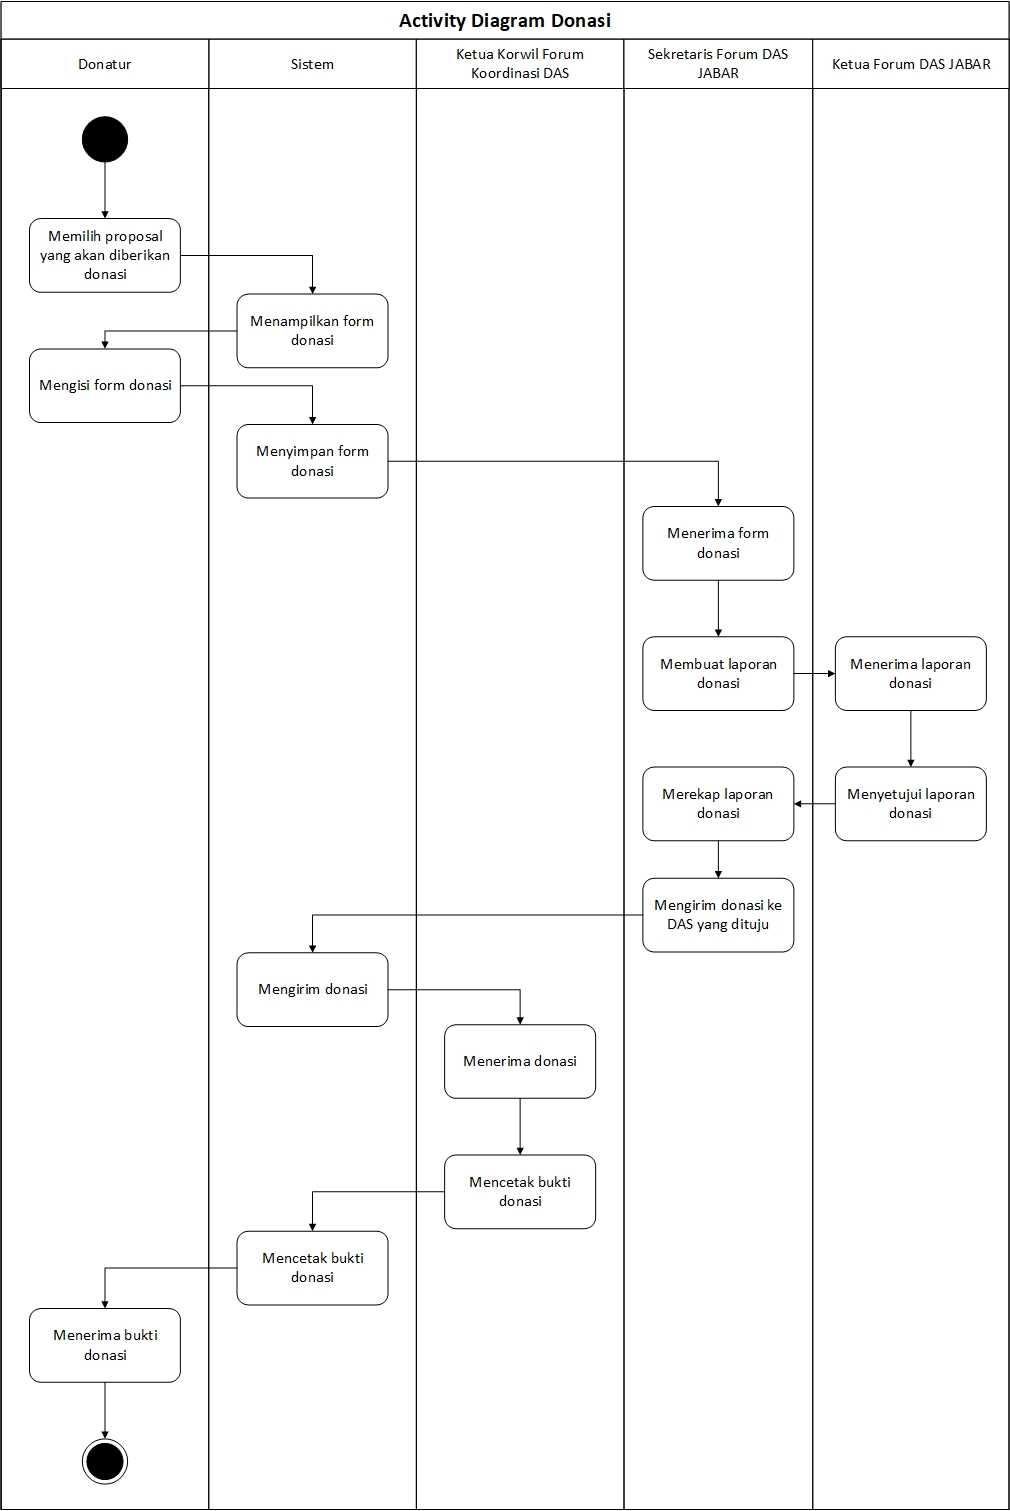 Activity Diagram Donasi
Donatur
Sistem
Ketua Korwil Forum
Koordinasi DAS
Sekretaris Forum DAS
JABAR
Ketua Forum DAS JABAR
Memilih proposal
yang akan diberikan
donasi
Menampilkan form
donasi
Mengisi form donasi
Menyimpan form
donasi
Menerima form
donasi
Membuat laporan
donasi
Menerima laporan
donasi
Merekap laporan
donasi
Menyetujui laporan
donasi
Mengirim donasi ke
DAS yang dituju
Mengirim donasi
Menerima donasi
Mencetak bukti
donasi
Mencetak bukti
donasi
Menerima bukti
donasi